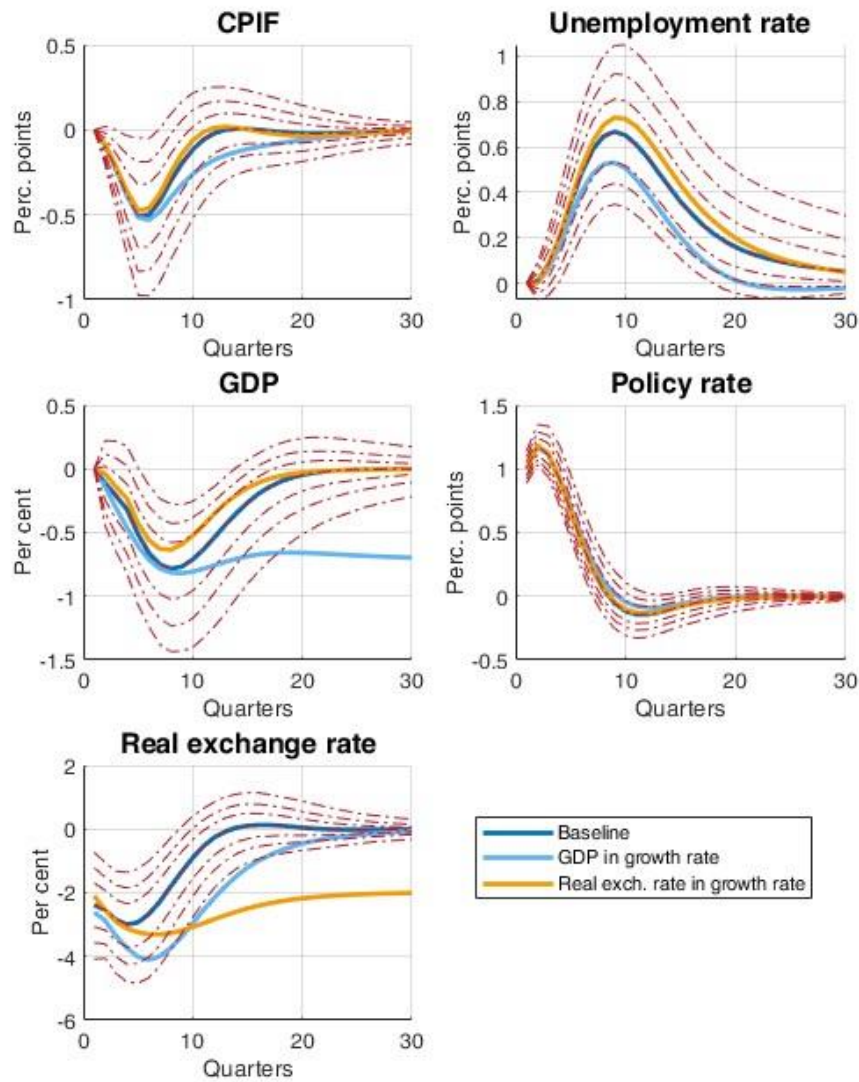 CPIF
0.5
0
-0.5
-1
Perc. points
0 10 20 30
Quarters
Unemployment rate
1
0.8
0.6
0.4
0.2
0
Perc. points
0 10 20 30
Quarters
GDP
0.5
0
-0.5
-1
-1.5
Per cent
0 10 20 30
Quarters
Policy rate
1.5
1
0.5
0
-0.5
Perc. points
0 10 20 30
Quarters
Real exchange rate
2
0
-2
-4
-6
Per cent
0 10 20 30
Quarters
Baseline
GDP in growth rate
Real exch. rate in growth rate